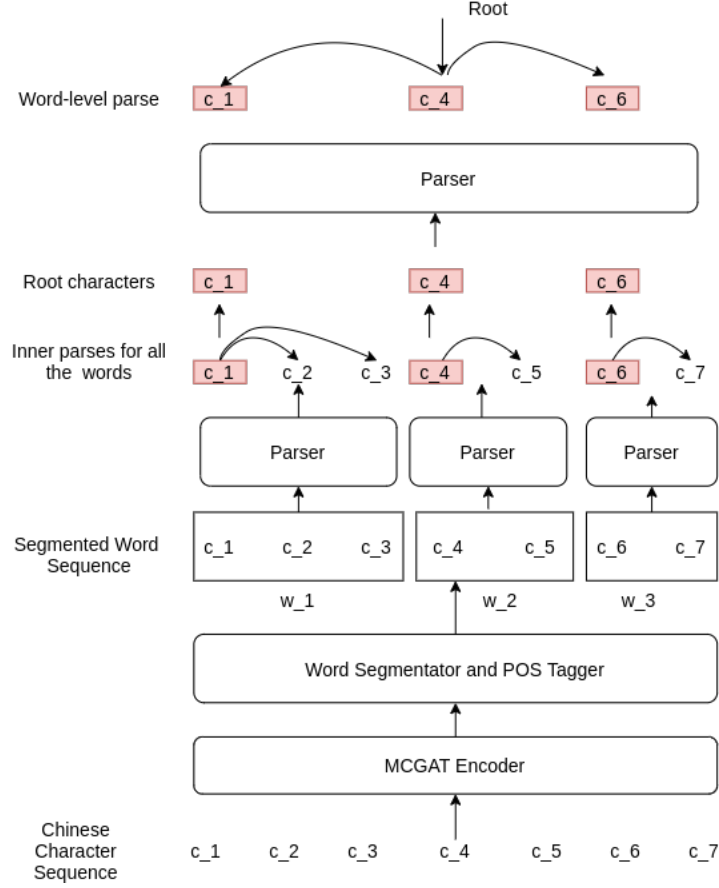 Root
Word-level parse c_1 c_4 c_6
Parser
Root characters c_1 c_4 c_6
Inner parses for all
the words
c_1 c_2 c_3 c_4 c_5 c_6 c_7
Parser Parser Parser
Segmented Word
Sequence
c_1 c_2 c_3 c_4 c_5 c_6 c_7
w_1 w_2 w_3
Word Segmentator and POS Tagger
MCGAT Encoder
Chinese
Character
Sequence
c_1 c_2 c_3 c_4 c_5 c_6 c_7